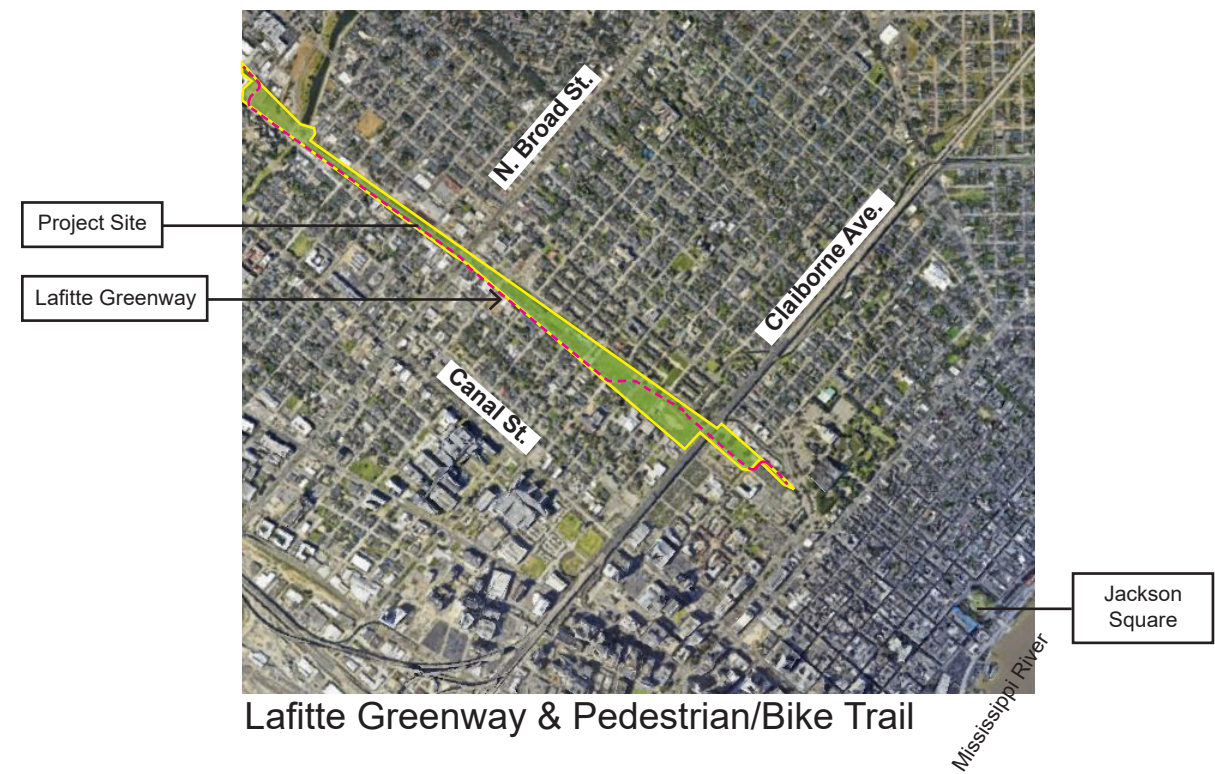 N. Broad St.
Project Site
Claiborne Ave.
Lafitte Greenway
Canal St.
Jackson
Square
Mississippi River
Lafitte Greenway & Pedestrian/Bike Trail